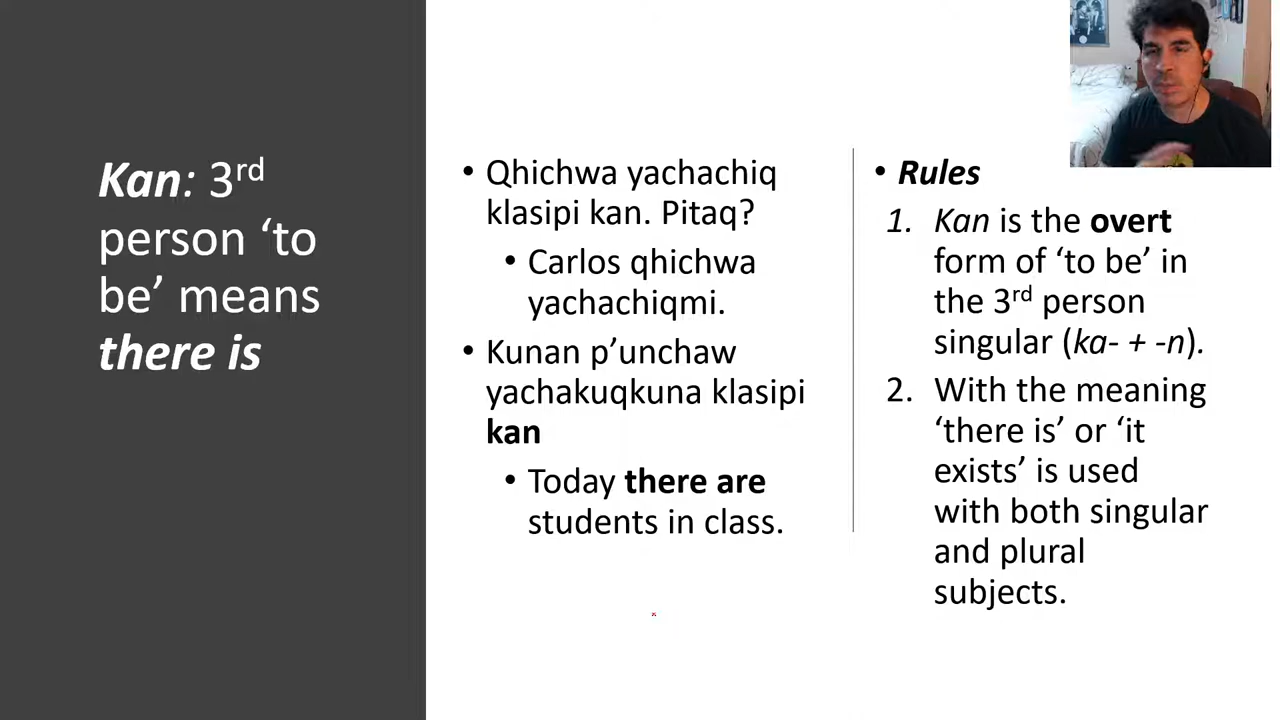 Kan: 3rd
person ‘to
be’ means
there is
• Qhichwa yachachiq
klasipi kan. Pitaq?
• Carlos qhichwa
yachachiqmi.
• Kunan p’unchaw
yachakuqkuna klasipi
kan
• Today there are
students in class.
• Rules
1. Kan is the overt
form of ‘to be’ in
the 3rd person
singular (ka- + -n).
2. With the meaning
‘there is’ or ‘it
exists’ is used
with both singular
and plural
subjects.